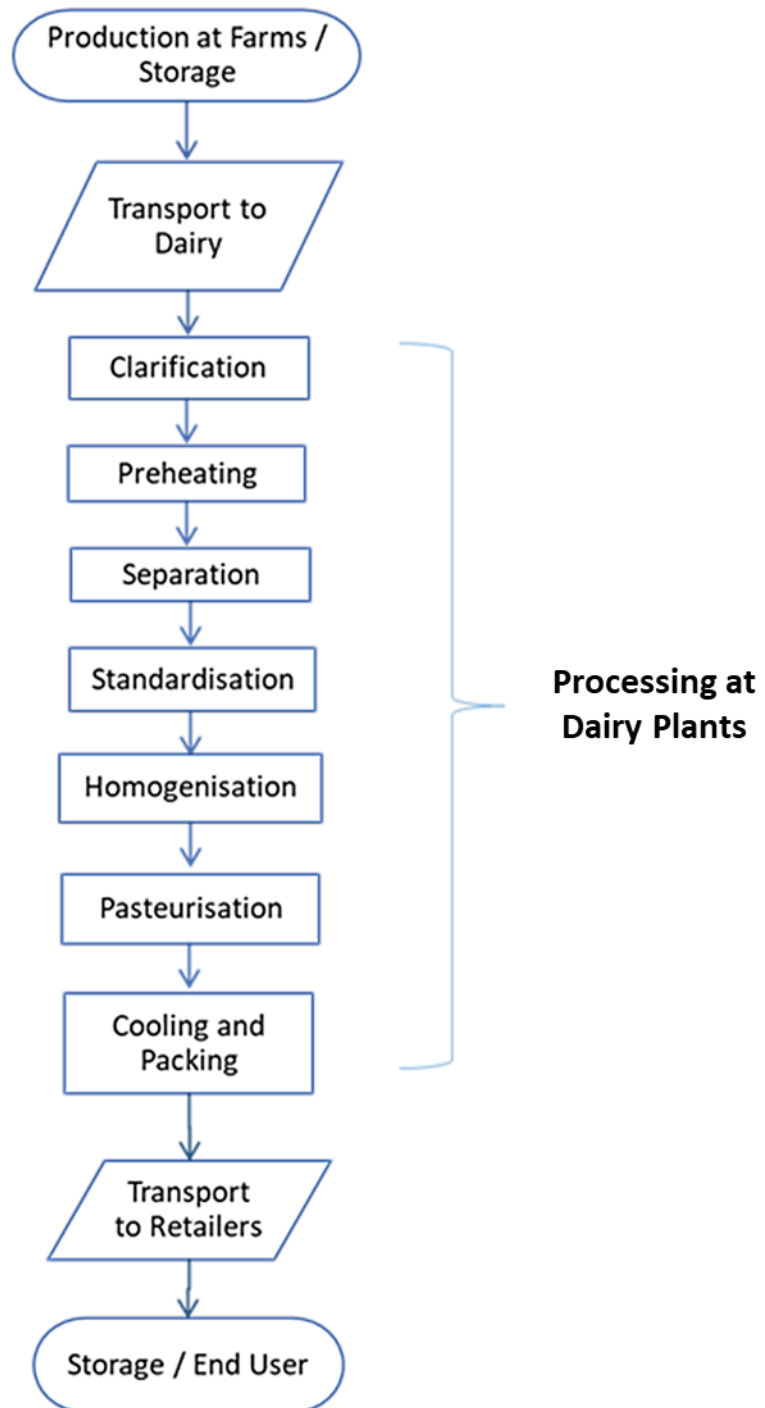 Production at Farms /
Storage
Transport to
Dairy
Clarification
Preheating
Separation
Standardisation
Homogenisation
Pasteurisation
Cooling and
Packing
Processing at
Dairy Plants
Transport
to Retailers
Storage / End User